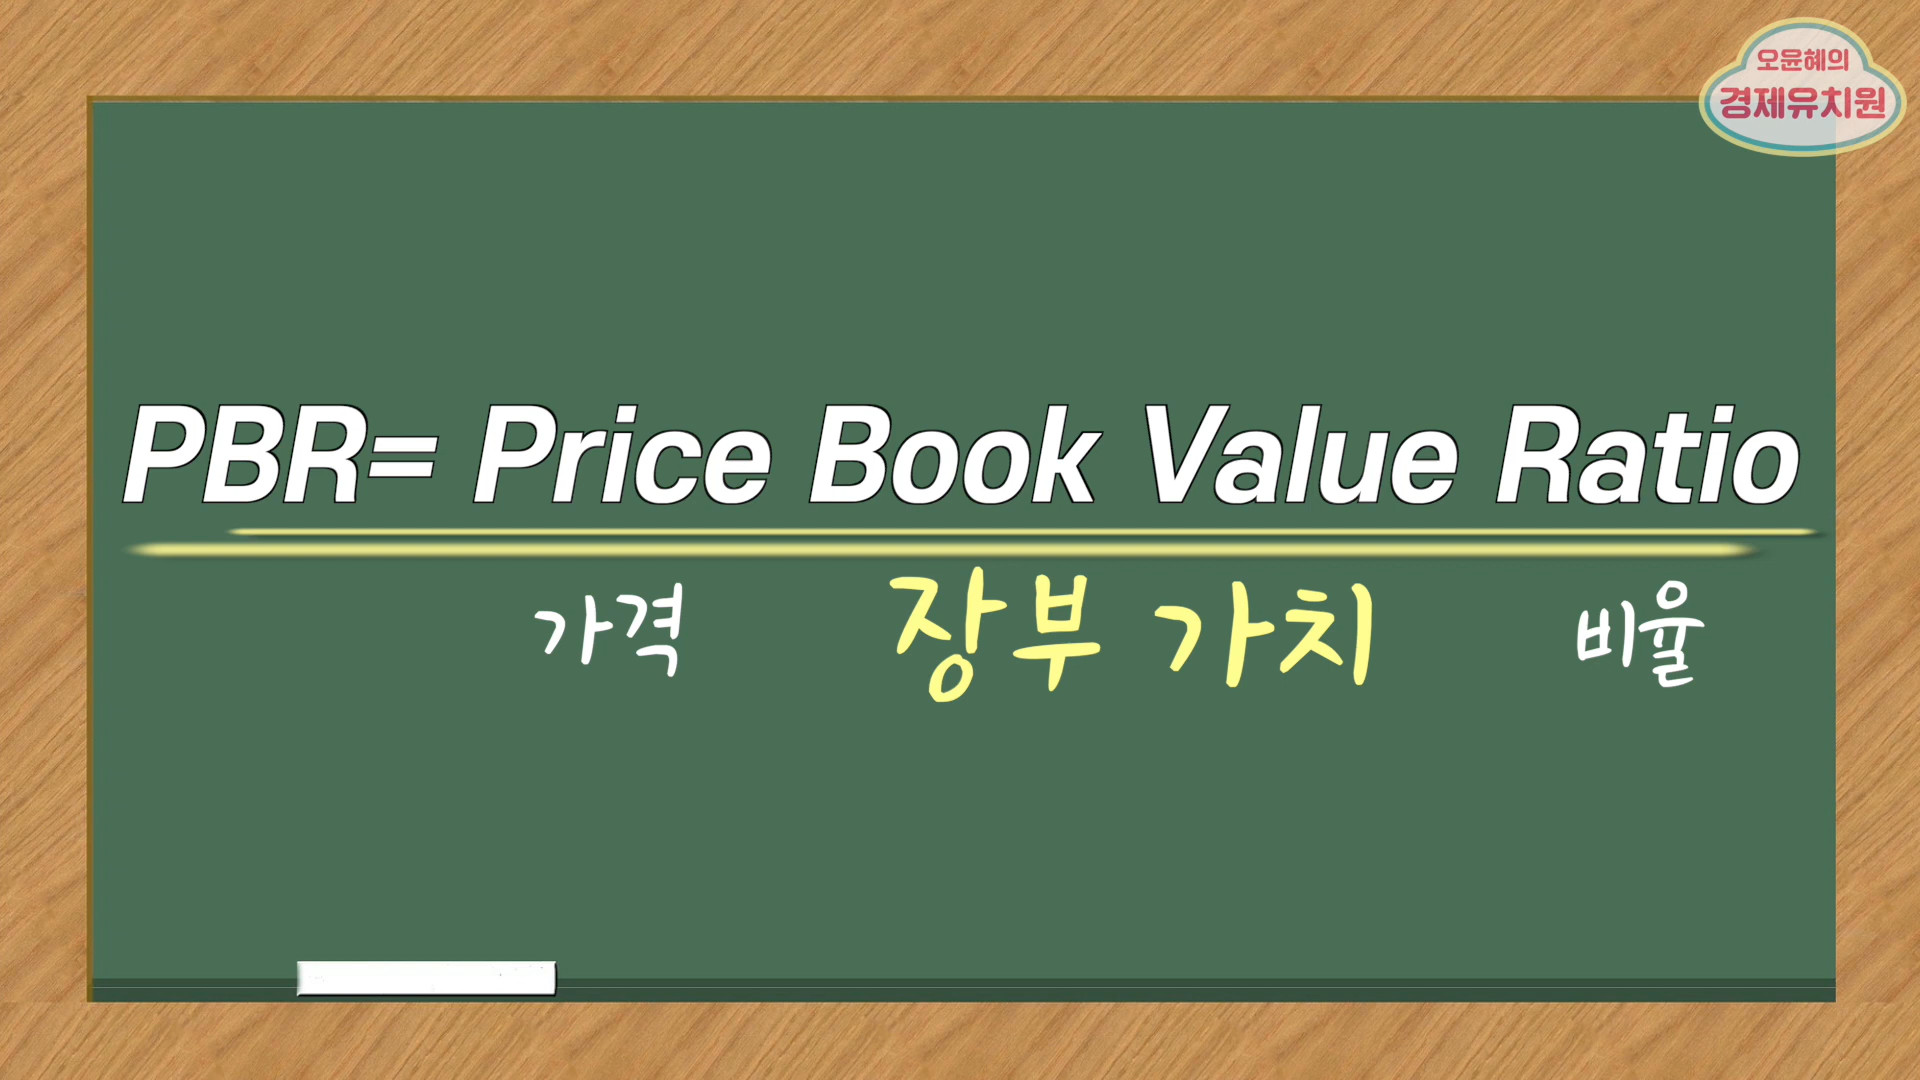 오윤혜의
경제유치원
PBR= Price Book Value Ratio
가격 장부 가치 비율